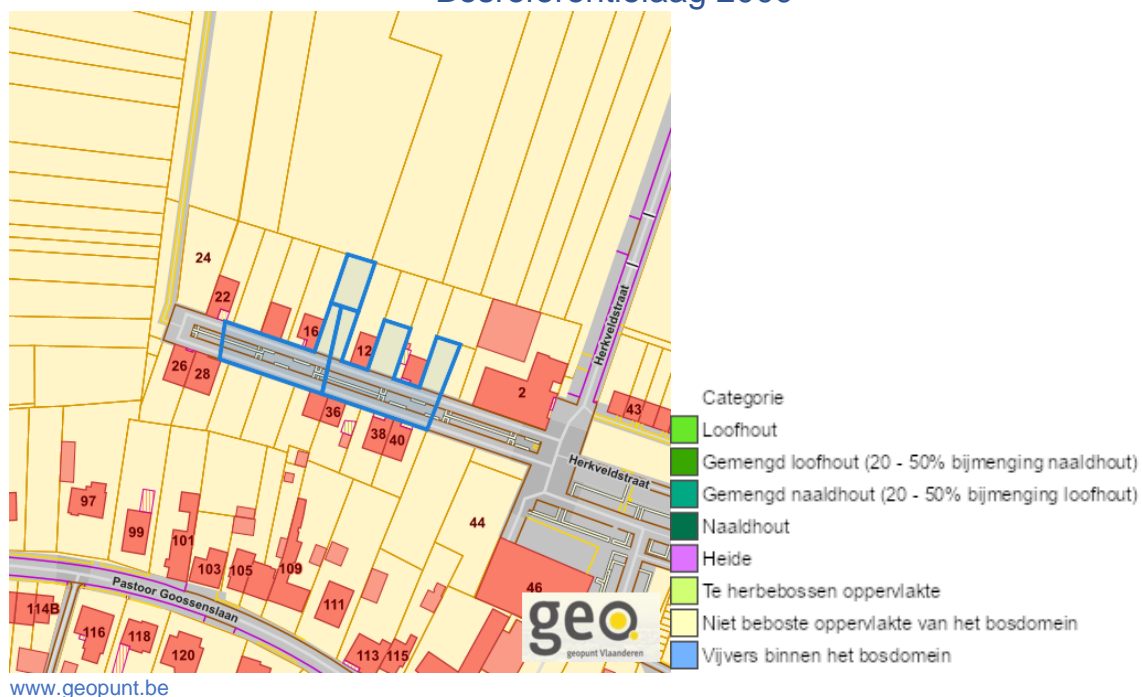 24
22
16
12
26
28
36
38
40
2
43
Herkveldstraat
Herkveldstraat
44
46
97
99
101
103
105
109
111
113
115
114B
116
118
120
Pastoor Goossenslaan
geo
geopunt Vlaanderen
Categorie
Loofhout
Gemengd loofhout (20 - 50% bijmenging naaldhout)
Gemengd naaldhout (20 - 50% bijmenging loofhout)
Naaldhout
Heide
Te herbebossen oppervlakte
Niet beboste oppervlakte van het bosdomein
Vijvers binnen het bosdomein
www.geopunt.be